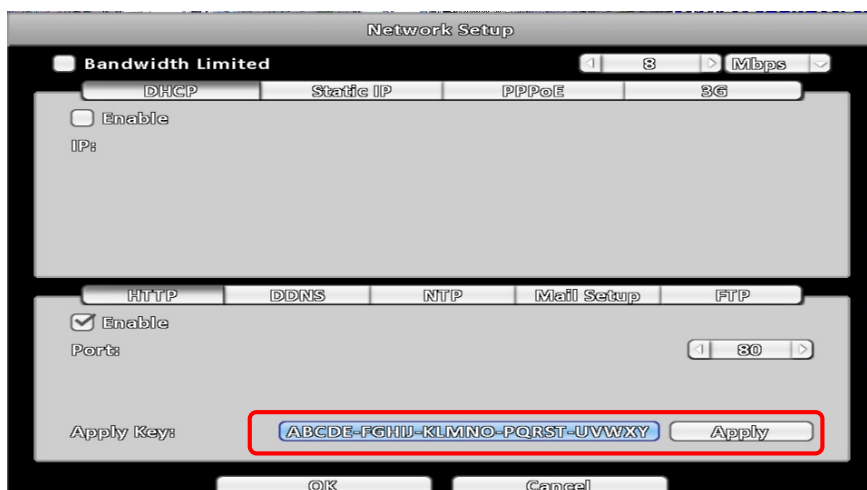 Network Setup
Bandwidth Limited 8 Mbps
DHCP Static IP PPPoE 3G
Enable
IP:
HTTP DDNS NTP Mail Setup FTP
Enable
Port: 80
Apply Key: ABCDE-FGHIJ-KLMNO-PQRST-UVWXY Apply
OK Cancel